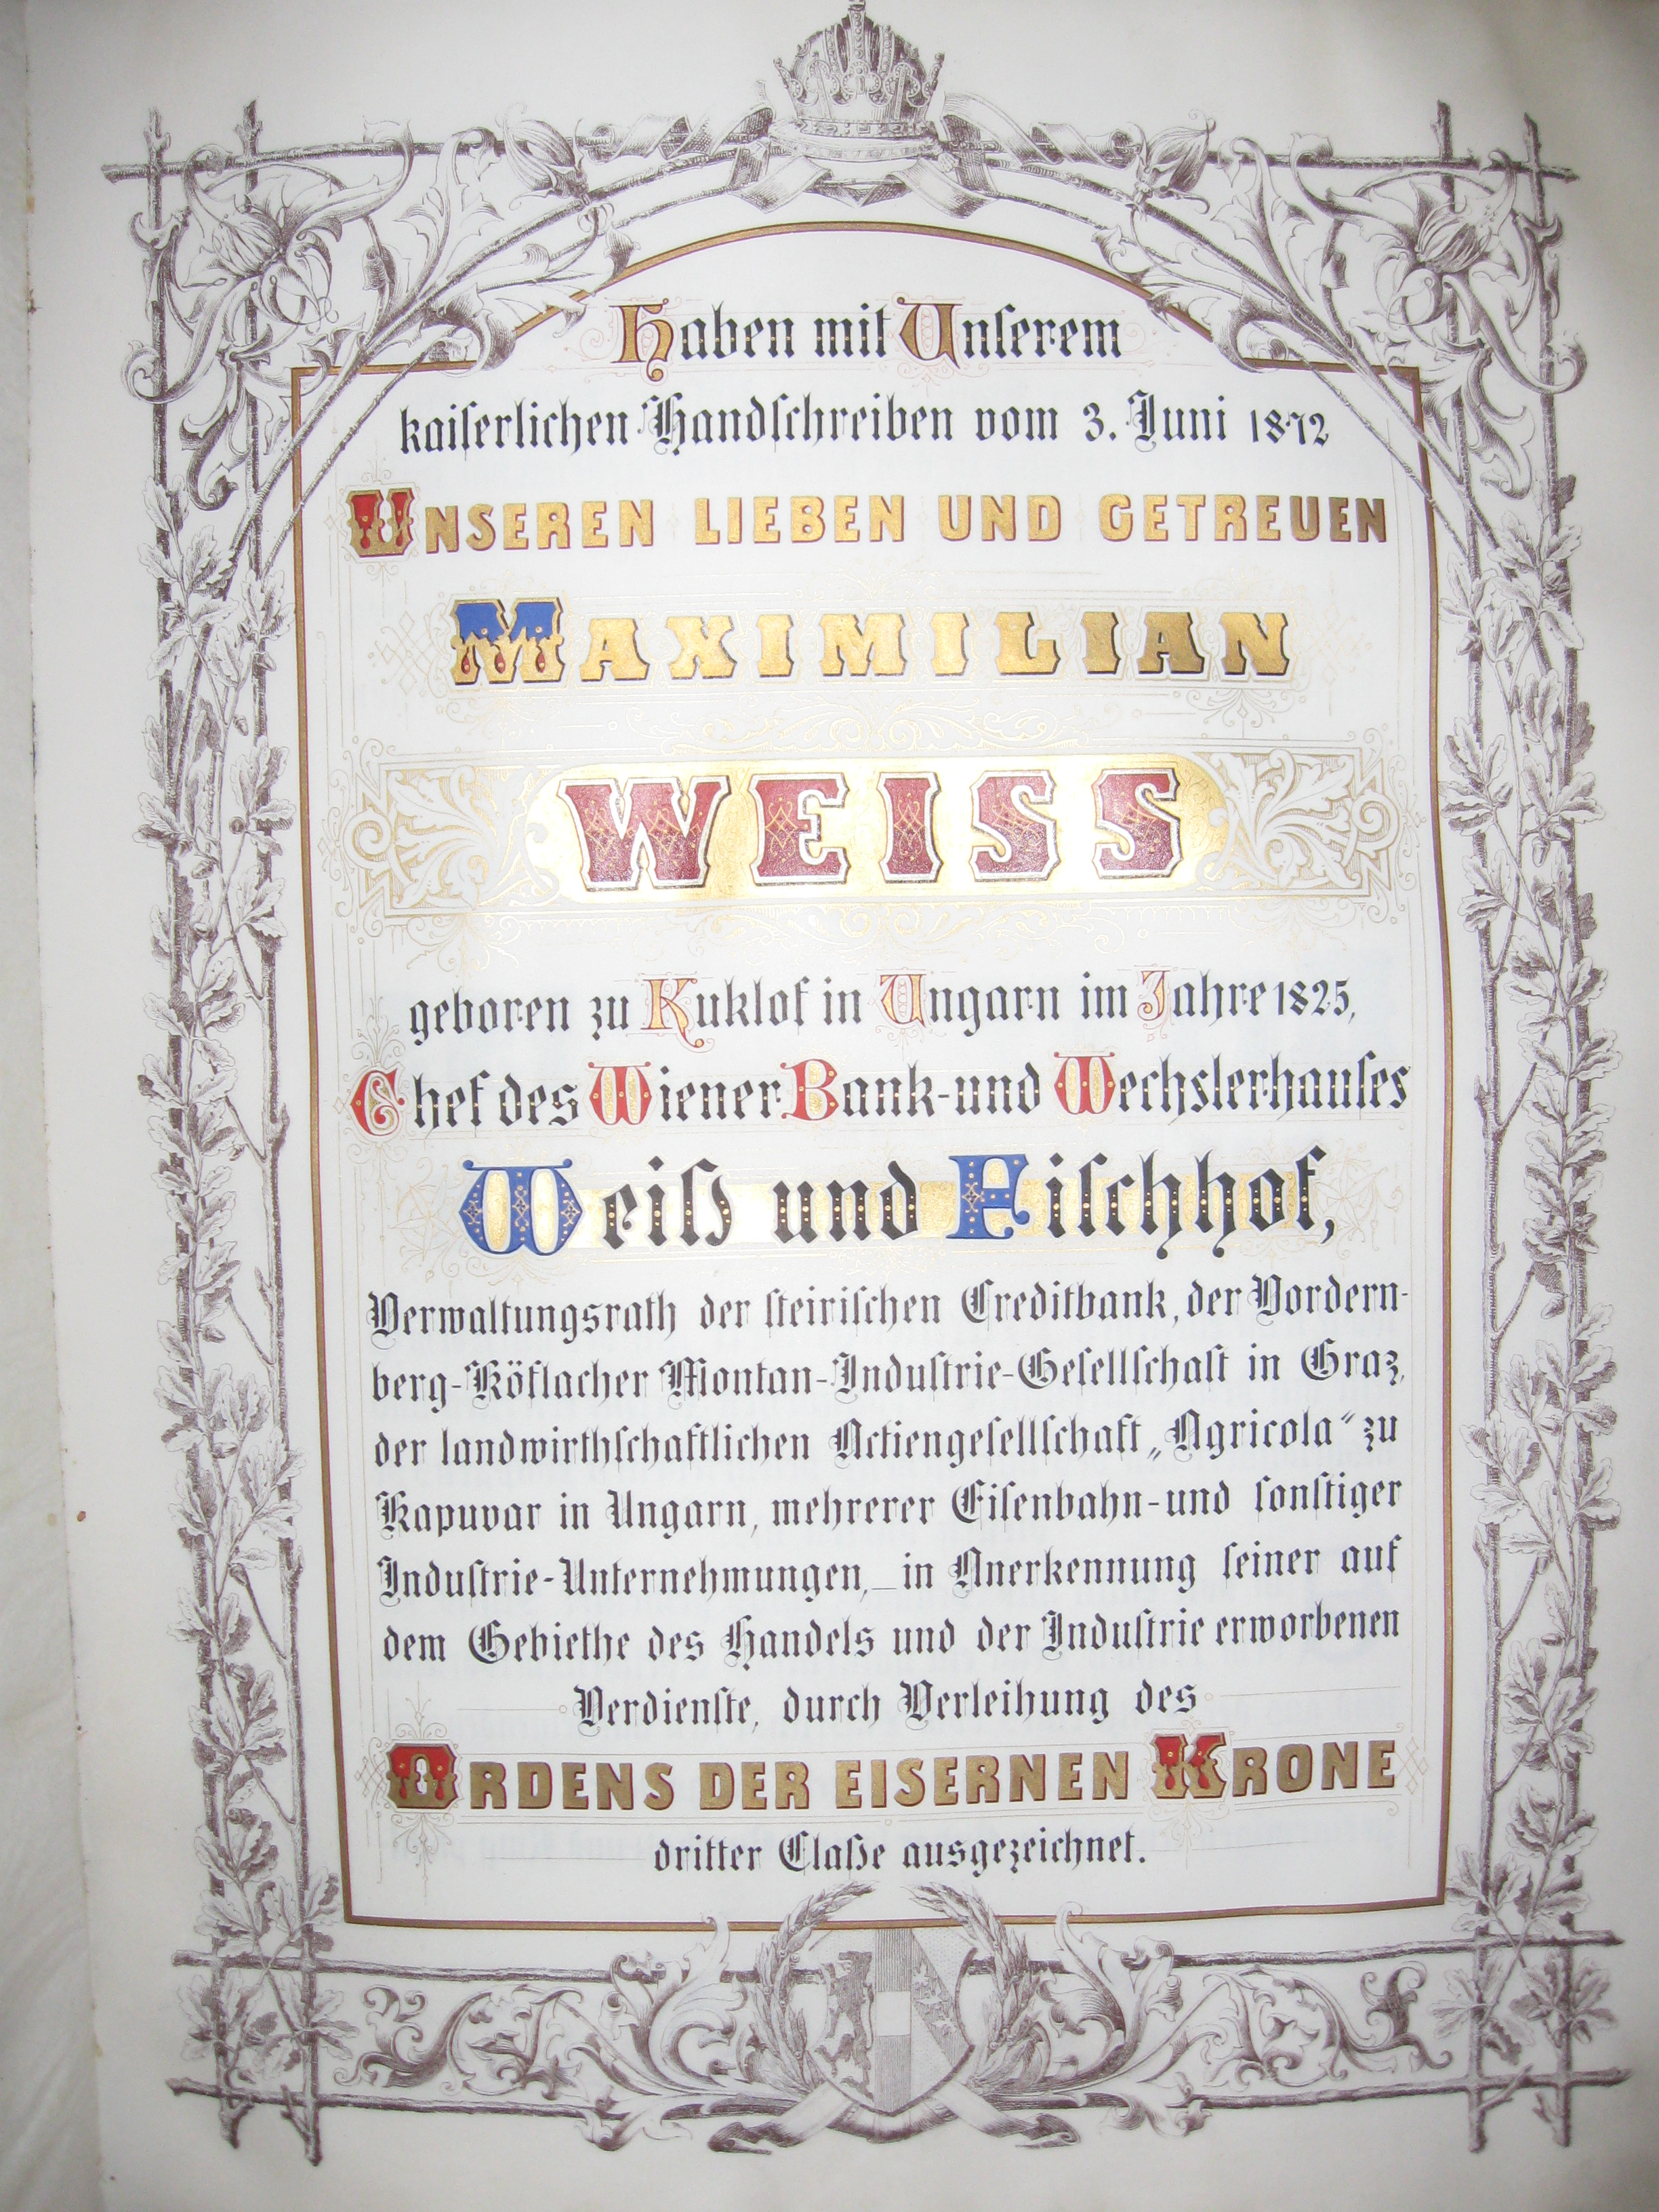 Haben mit Unſerem
kaiſerlichen Handſchreiben vom 3. Juni 1872
UNSEREN LIEBEN UND GETREUEN
MAXIMILIAN
WEISS
geboren zu Kuklof in Ungarn im Jahre 1825,
Chef des Wiener Bank- und Wechslerhauſes
Weiß und Fiſchhof,
Verwaltungsrath der ſteiriſchen Creditbank, der Vordern-
berg-Köflacher Montan-Induſtrie-Geſellſchaft in Graz,
der landwirthſchaftlichen Actiengeſellſchaft „Agricola“ zu
Kapuvar in Ungarn, mehrerer Eiſenbahn- und ſonſtiger
Induſtrie-Unternehmungen,_ in Anerkennung ſeiner auf
dem Gebiethe des Handels und der Induſtrie erworbenen
Verdienſte, durch Verleihung des
ORDENS DER EISERNEN KRONE
dritter Claße ausgezeichnet.